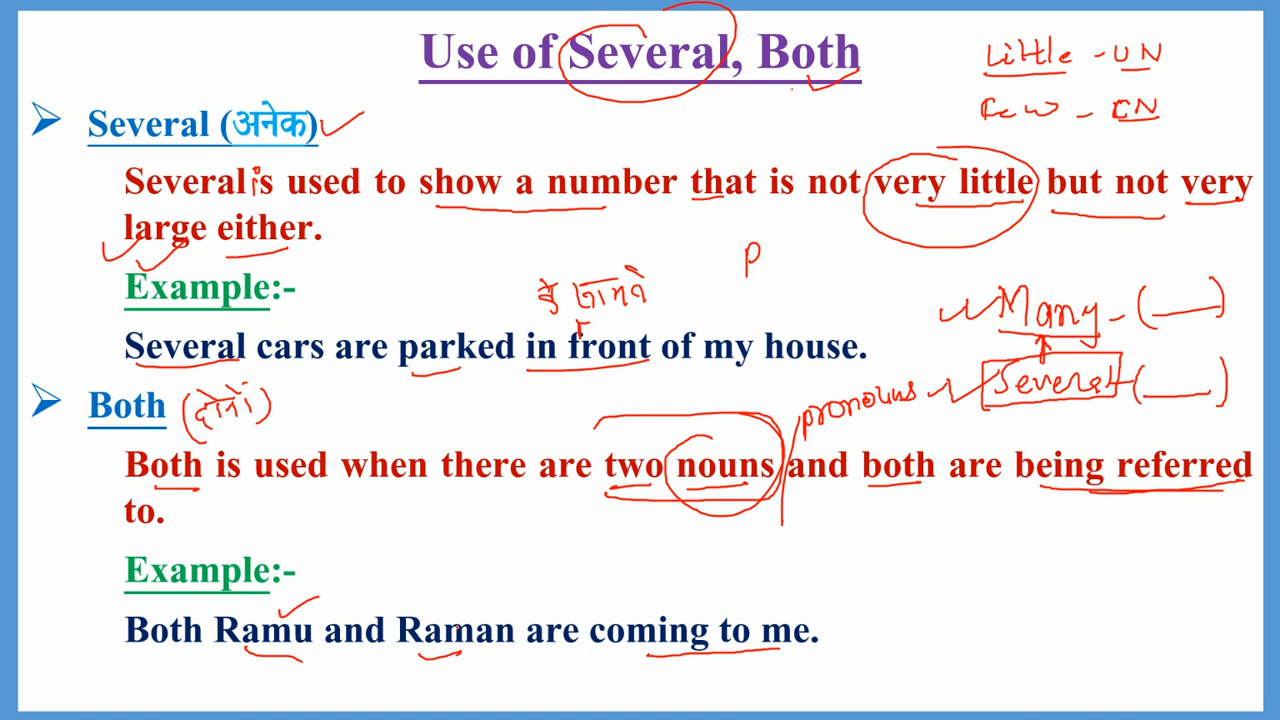 Use of Several, Both
Little - UN
Few - CN
Several (अनेक)
Several is used to show a number that is not very little but not very
large either.
Example:-
P
Many - ( )
Several cars are parked in front of my house.
Several ( )
Both (दोनों)
pronouns
Both is used when there are two nouns and both are being referred
to.
Example:-
Both Ramu and Raman are coming to me.